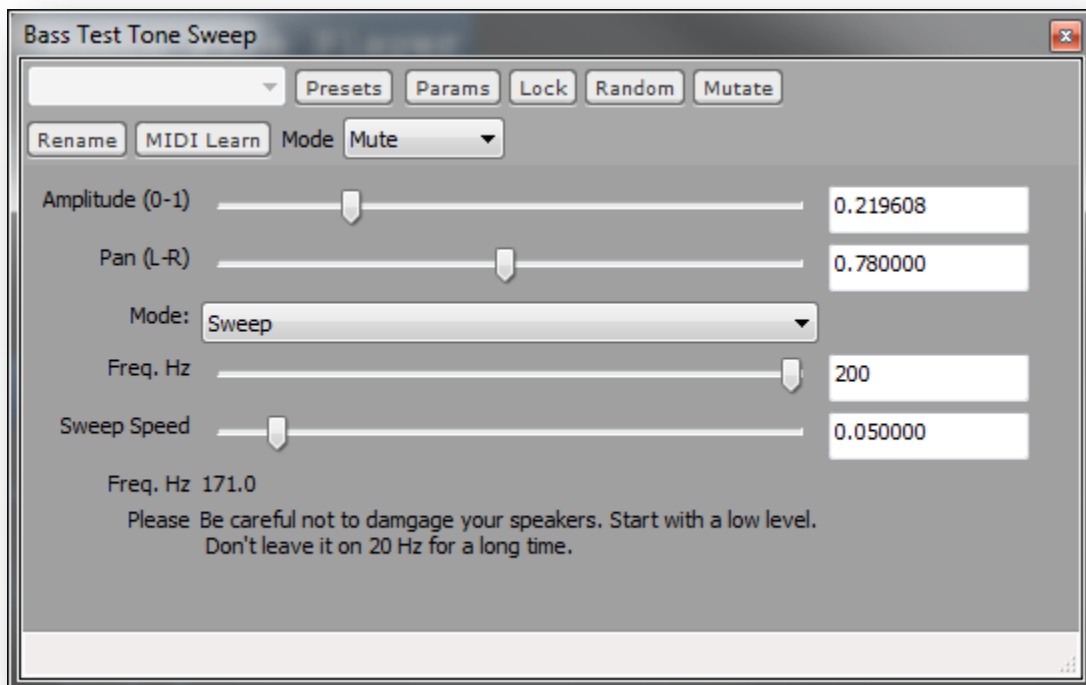 Bass Test Tone Sweep
Presets Params Lock Random Mutate
Rename MIDI Learn Mode Mute
Amplitude (0-1) 0.219608
Pan (L-R) 0.780000
Mode: Sweep
Freq. Hz 200
Sweep Speed 0.050000
Freq. Hz 171.0
Please Be careful not to damgage your speakers. Start with a low level.
Don't leave it on 20 Hz for a long time.